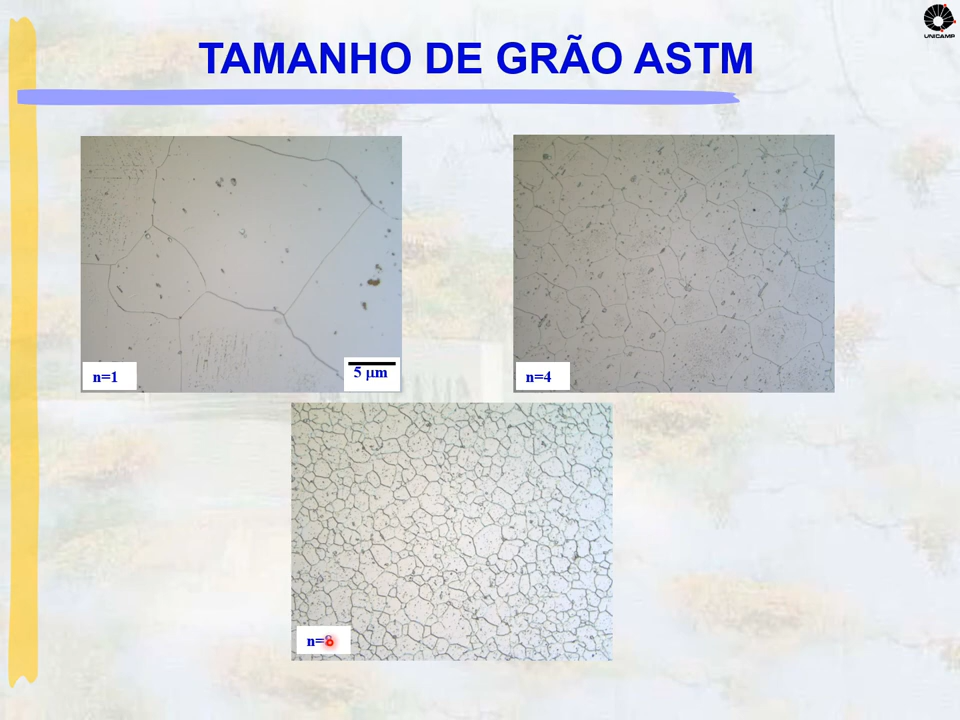 TAMANHO DE GRÃO ASTM
UNICAMP
n=1
5 µm
n=4
n=8